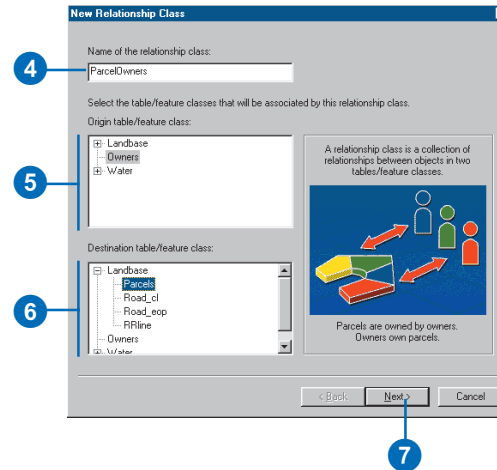 New Relationship Class
Name of the relationship class:
4
ParcelOwners
Select the table/feature classes that will be associated by this relationship class.
Origin table/feature class:
5
Landbase
Owners
Water
A relationship class is a collection of
relationships between objects in two
tables/feature classes.
Destination table/feature class:
6
Landbase
Parcels
Road_cl
Road_eop
RRline
Owners
Water
Parcels are owned by owners.
Owners own parcels.
< Back
Next >
Cancel
7